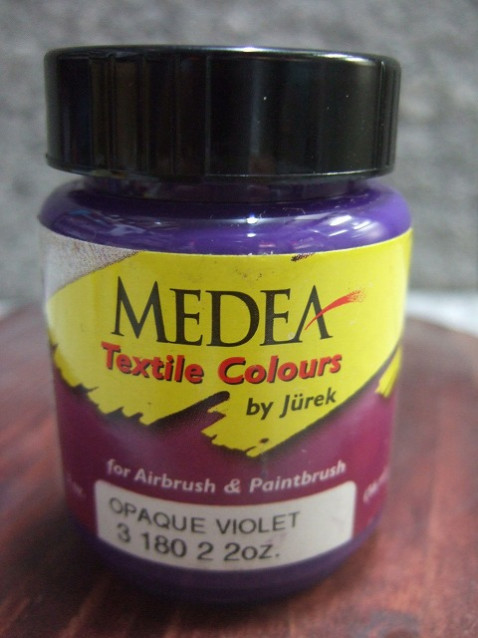 MEDEA
Textile Colours
by Jürek
for Airbrush & Paintbrush
OPAQUE VIOLET
3 180 2 2oz.